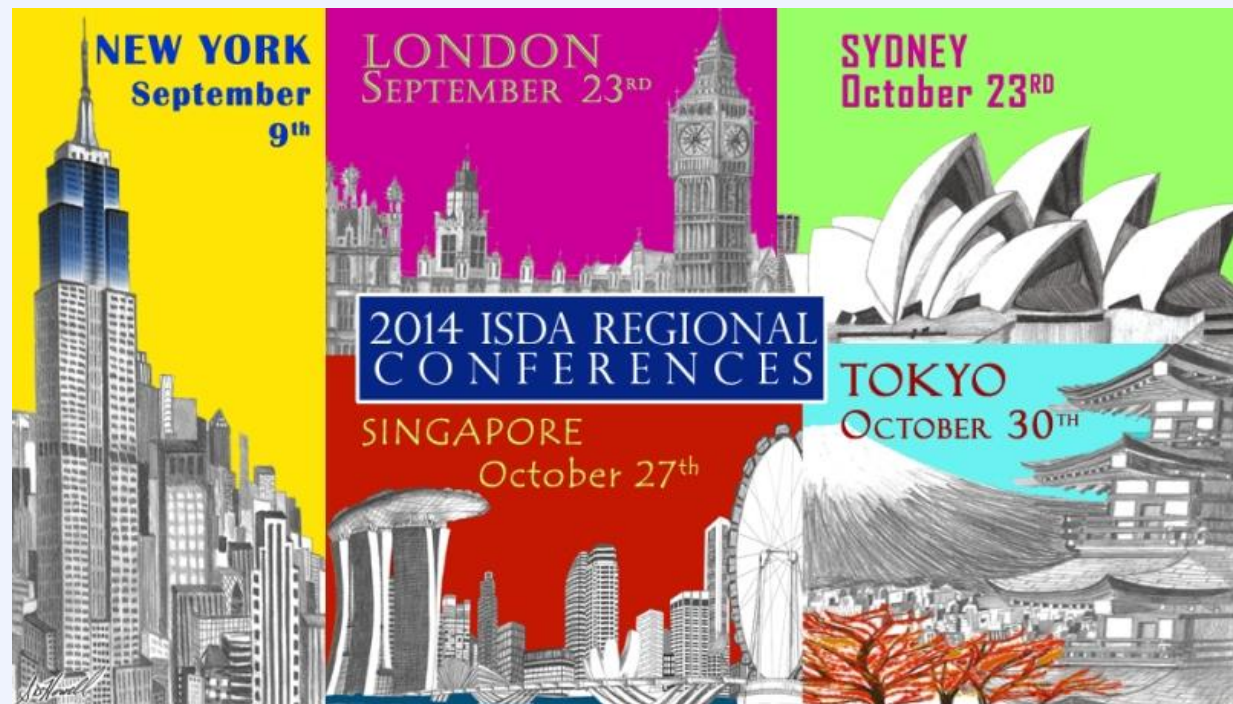 NEW YORK
September
9th
LONDON
SEPTEMBER 23RD
SYDNEY
October 23RD
2014 ISDA REGIONAL
CONFERENCES
SINGAPORE
October 27th
TOKYO
OCTOBER 30TH